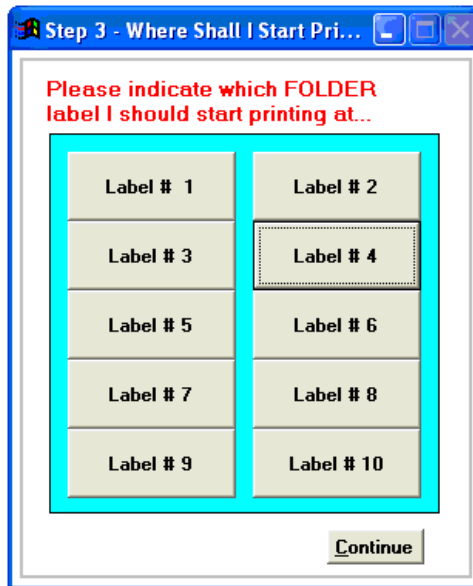 Step 3 - Where Shall I Start Pri...
Please indicate which FOLDER
label I should start printing at...
Label # 1 Label # 2
Label # 3 Label # 4
Label # 5 Label # 6
Label # 7 Label # 8
Label # 9 Label # 10
Continue